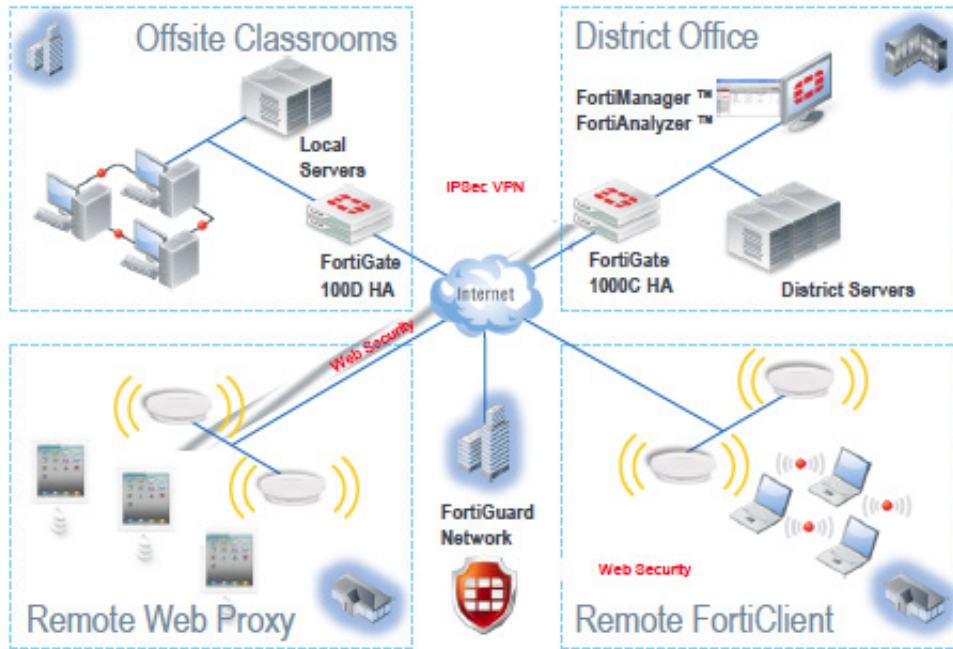 Offsite Classrooms
District Office
FortiManager ™
FortiAnalyzer ™
Local
Servers
IPSec VPN
FortiGate
100D HA
FortiGate
1000C HA
District Servers
Internet
Web Security
FortiGuard
Network
Web Security
Remote Web Proxy
Remote FortiClient